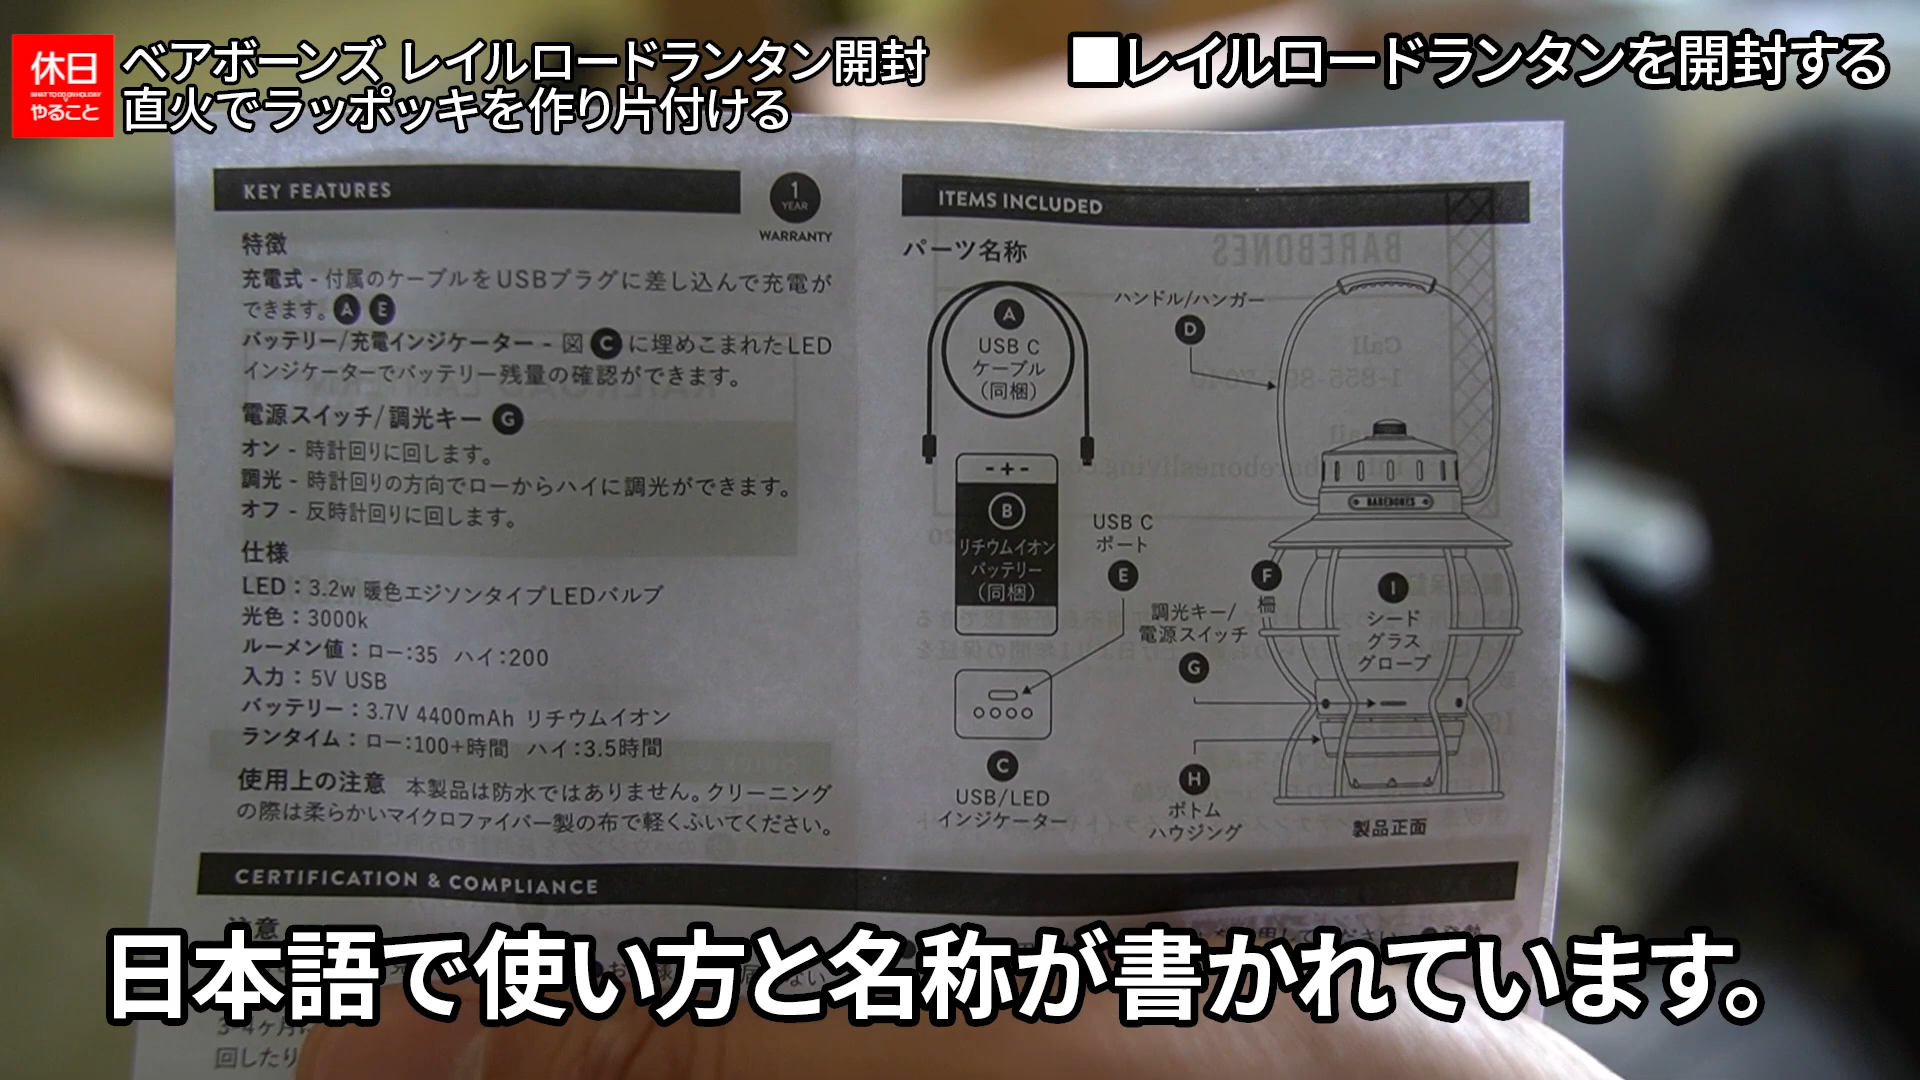 休日
WHAT TO DO ON HOLIDAY
やること
ベアボーンズ レイルロードランタン開封
直火でラッポッキを作り片付ける
■レイルロードランタンを開封する
KEY FEATURES
1
YEAR
WARRANTY
特徴
充電式 - 付属のケーブルをUSBプラグに差し込んで充電が
できます。A E
バッテリー/充電インジケーター - 図 C に埋めこまれたLED
インジケーターでバッテリー残量の確認ができます。
電源スイッチ/調光キー G
オン - 時計回りに回します。
調光 - 時計回りの方向でローからハイに調光ができます。
オフ - 反時計回りに回します。
仕様
LED：3.2w 暖色エジソンタイプLEDバルブ
光色：3000k
ルーメン値：ロー:35 ハイ:200
入力：5V USB
バッテリー：3.7V 4400mAh リチウムイオン
ランタイム：ロー:100+時間 ハイ:3.5時間
使用上の注意 本製品は防水ではありません。クリーニング
の際は柔らかいマイクロファイバー製の布で軽くふいてください。
ITEMS INCLUDED
パーツ名称
A
USB C
ケーブル
(同梱)
ハンドル/ハンガー
D
- + -
B
リチウムイオン
バッテリー
(同梱)
USB C
ポート
E
BAREBONES
F
柵
I
シード
グラス
グローブ
調光キー/
電源スイッチ
G
C
USB/LED
インジケーター
H
ボトム
ハウジング
製品正面
CERTIFICATION & COMPLIANCE
注意
日本語で使い方と名称が書かれています。
3-4ヶ月
回したり